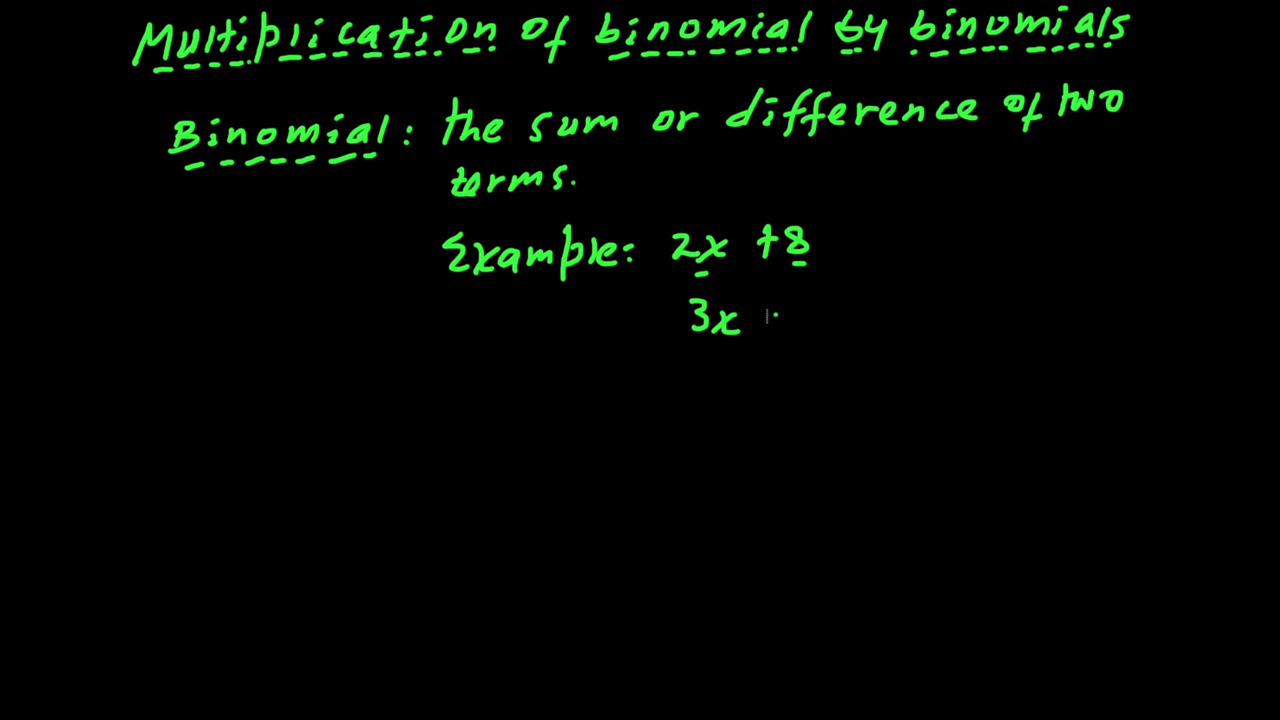 Multiplication of binomial by binomials
Binomial: the sum or difference of two
terms.
Example: 2x +8
3x